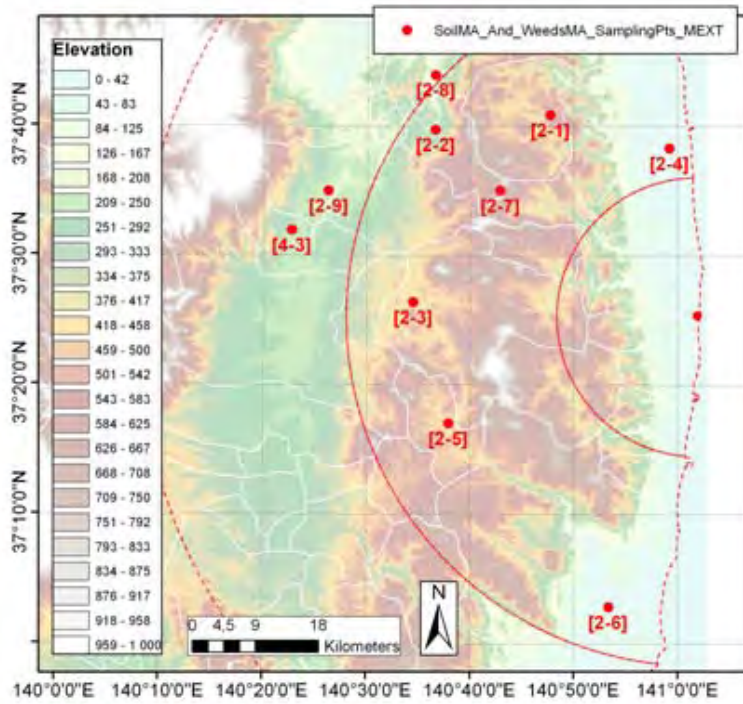 SoilMA_And_WeedsMA_SamplingPts_MEXT
Elevation
0 - 42
43 - 83
84 - 125
126 - 167
168 - 208
209 - 250
251 - 292
293 - 333
334 - 375
376 - 417
418 - 458
459 - 500
501 - 542
543 - 583
584 - 625
626 - 667
668 - 708
709 - 750
751 - 792
793 - 833
834 - 875
876 - 917
918 - 958
959 - 1 000
37°40'0"N
37°30'0"N
37°20'0"N
37°10'0"N
[2-8]
[2-1]
[2-2]
[2-4]
[2-9]
[2-7]
[4-3]
[2-3]
[2-5]
[2-6]
N
0 4,5 9 18
Kilometers
140°0'0"E 140°10'0"E 140°20'0"E 140°30'0"E 140°40'0"E 140°50'0"E 141°0'0"E